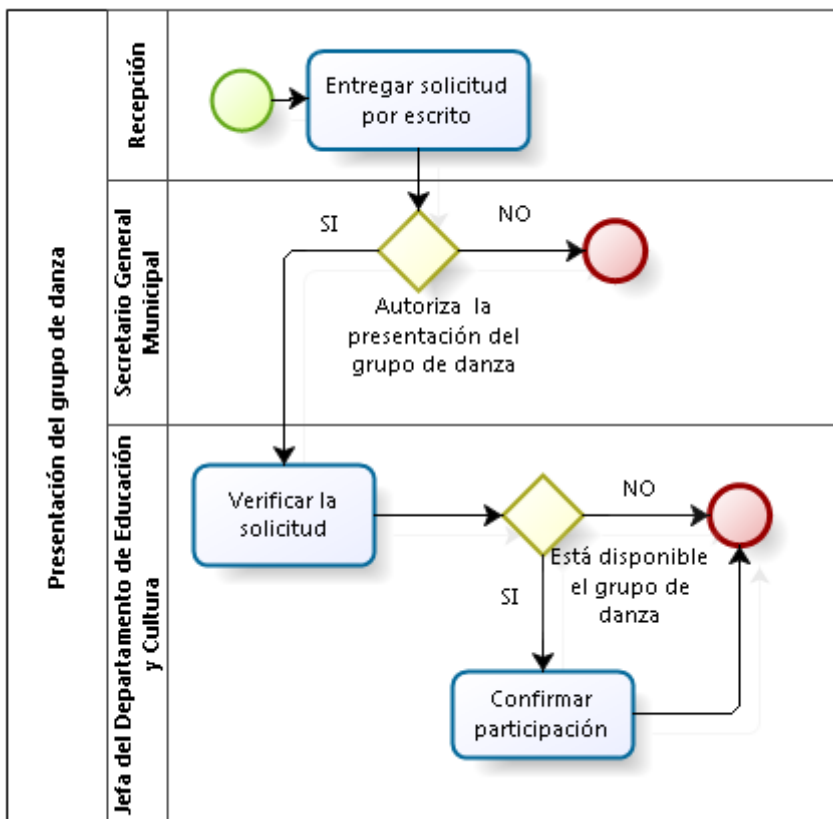 Presentación del grupo de danza
Recepción
Entregar solicitud
por escrito
Secretario General
Municipal
SI
NO
Autoriza la
presentación del
grupo de danza
Jefa del Departamento de Educación
y Cultura
Verificar la
solicitud
NO
Está disponible
el grupo de
danza
SI
Confirmar
participación